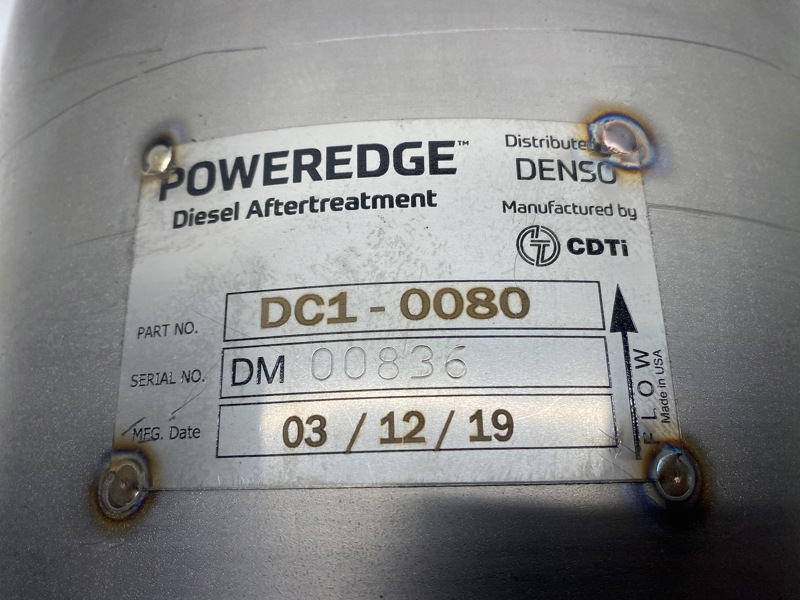 POWEREDGE™
Diesel Aftertreatment
Distributed
DENSO
Manufactured by
CDTi
PART NO. DC1-0080
SERIAL NO. DM 00836
MFG. Date 03/12/19
FLOW
Made in USA